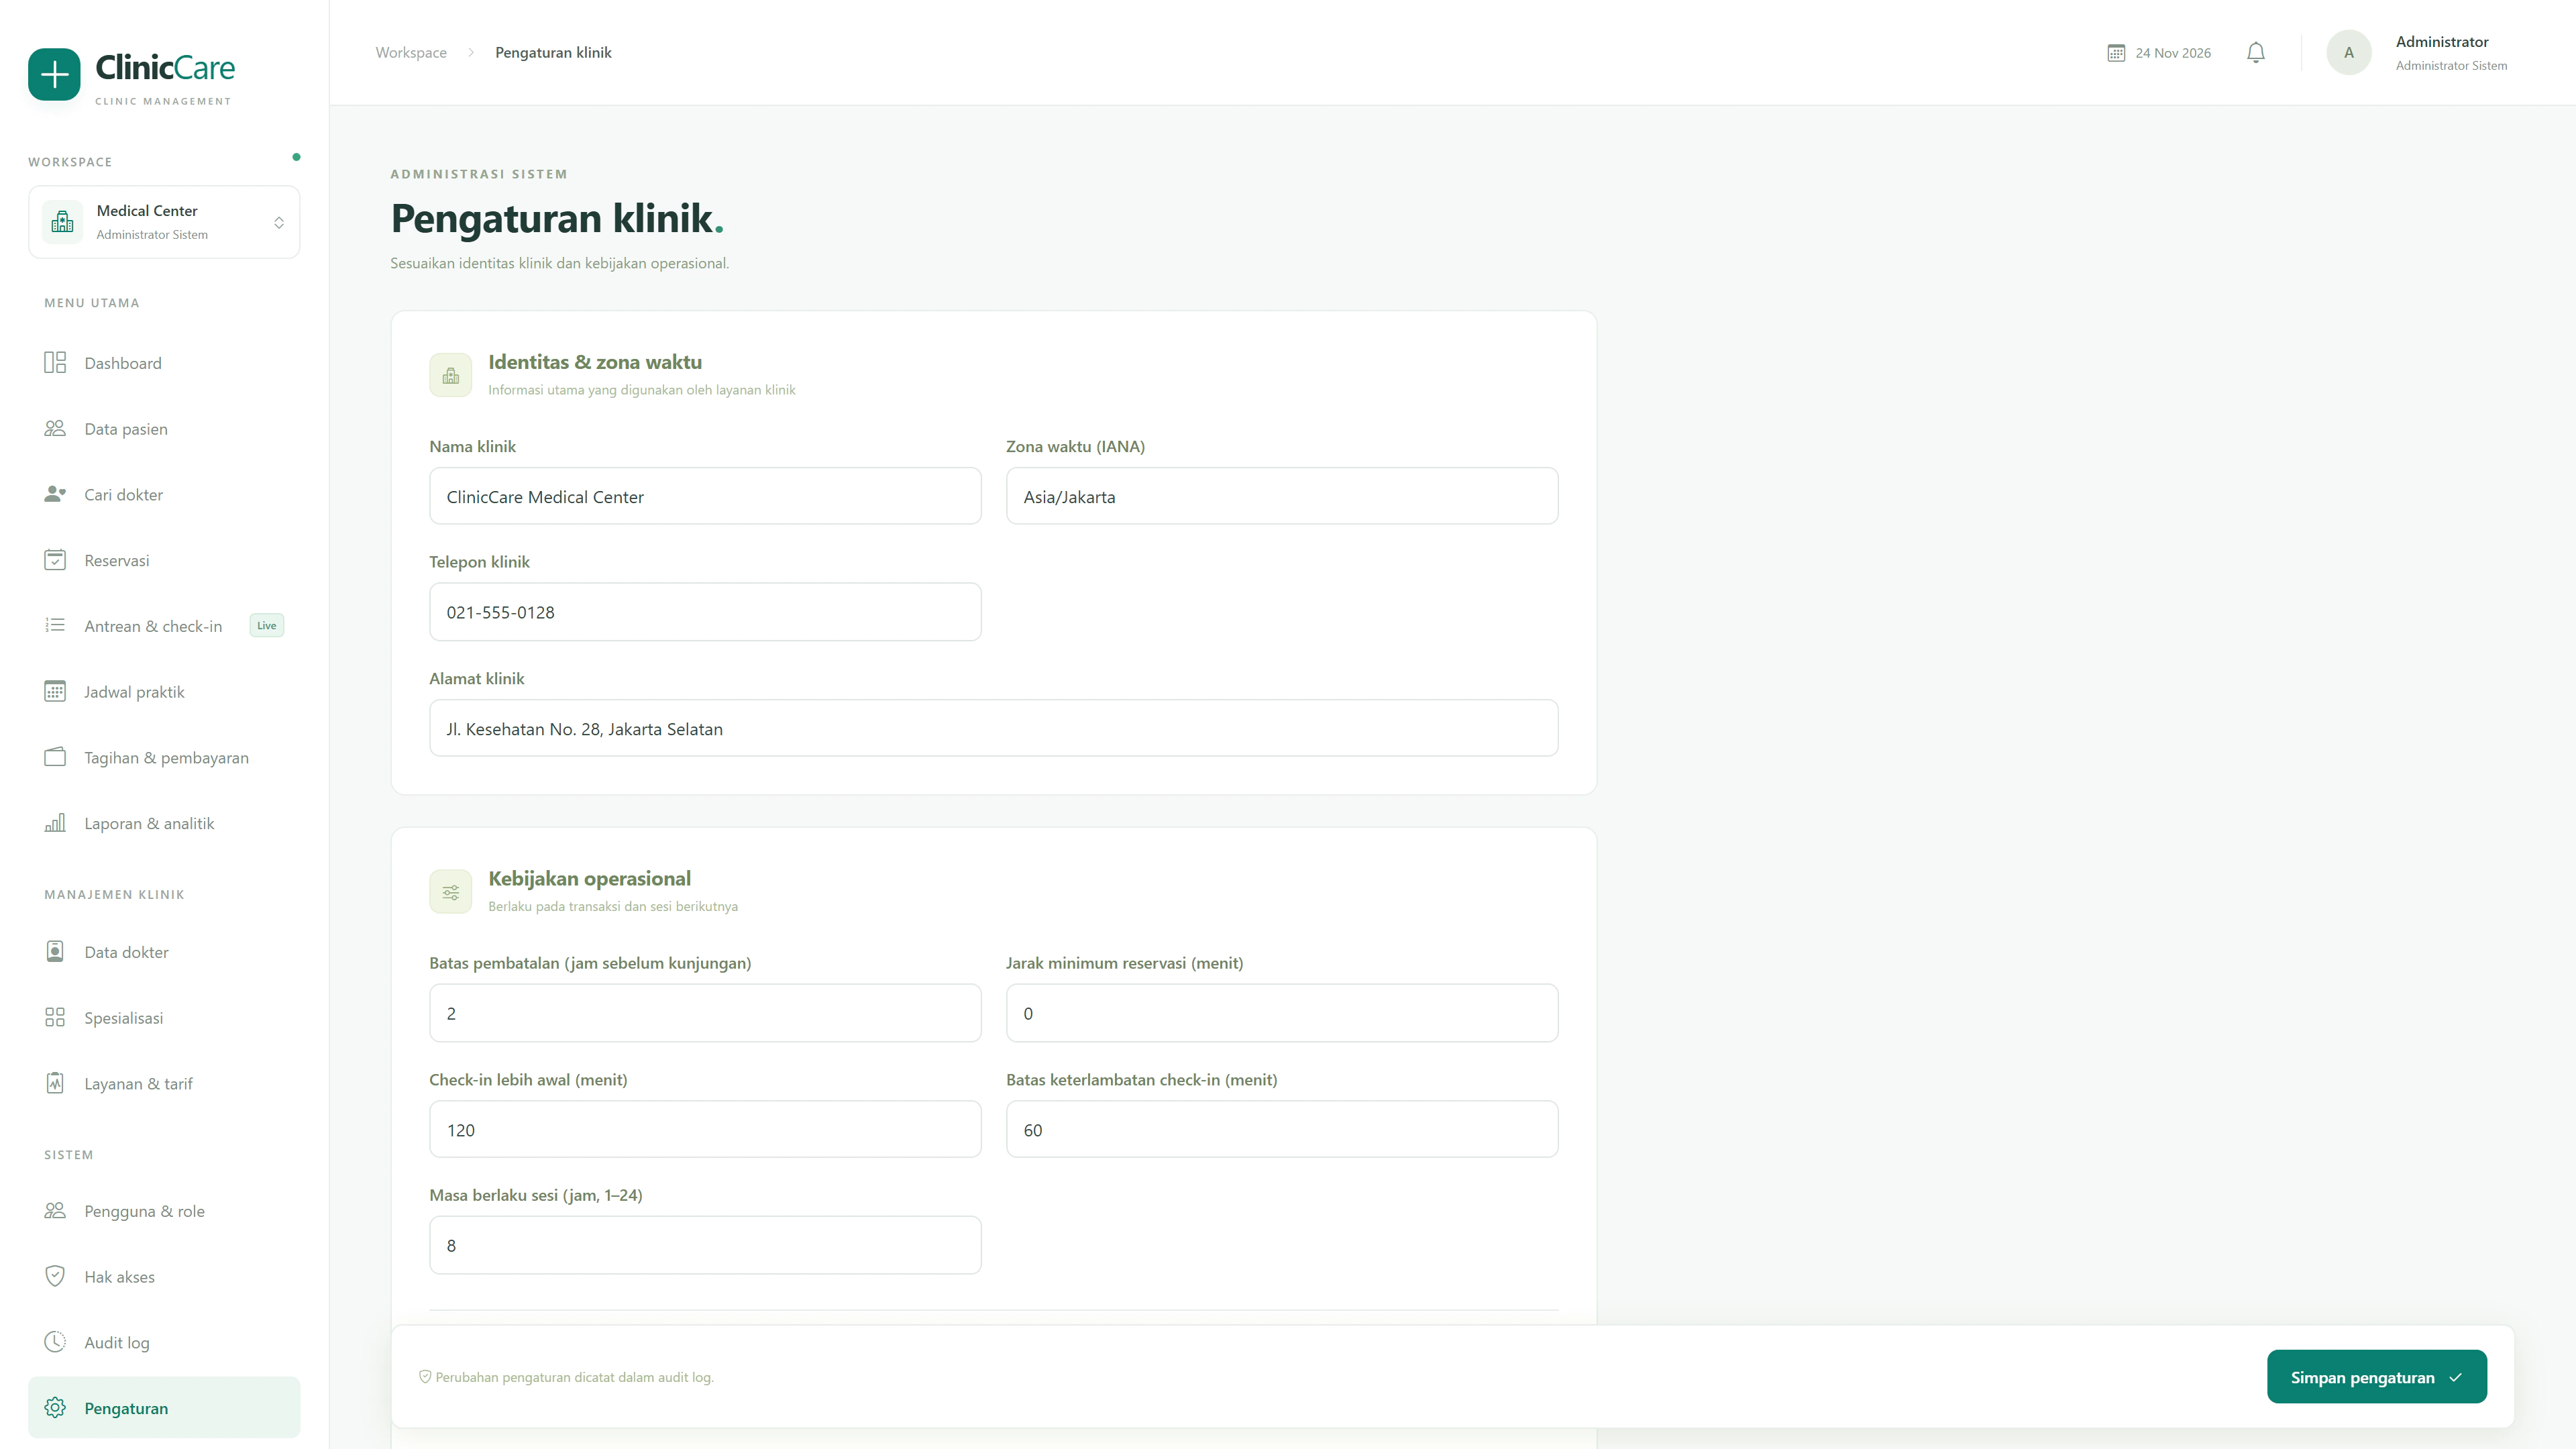 ClinicCare
CLINIC MANAGEMENT
WORKSPACE
Medical Center
Administrator Sistem
MENU UTAMA
Dashboard
Data pasien
Cari dokter
Reservasi
Antrean & check-in
Live
Jadwal praktik
Tagihan & pembayaran
Laporan & analitik
MANAJEMEN KLINIK
Data dokter
Spesialisasi
Layanan & tarif
SISTEM
Pengguna & role
Hak akses
Audit log
Pengaturan
Workspace
Pengaturan klinik
24 Nov 2026
A
Administrator
Administrator Sistem
ADMINISTRASI SISTEM
Pengaturan klinik.
Sesuaikan identitas klinik dan kebijakan operasional.
Identitas & zona waktu
Informasi utama yang digunakan oleh layanan klinik
Nama klinik
ClinicCare Medical Center
Zona waktu (IANA)
Asia/Jakarta
Telepon klinik
021-555-0128
Alamat klinik
Jl. Kesehatan No. 28, Jakarta Selatan
Kebijakan operasional
Berlaku pada transaksi dan sesi berikutnya
Batas pembatalan (jam sebelum kunjungan)
2
Jarak minimum reservasi (menit)
0
Check-in lebih awal (menit)
120
Batas keterlambatan check-in (menit)
60
Masa berlaku sesi (jam, 1–24)
8
Perubahan pengaturan dicatat dalam audit log.
Simpan pengaturan